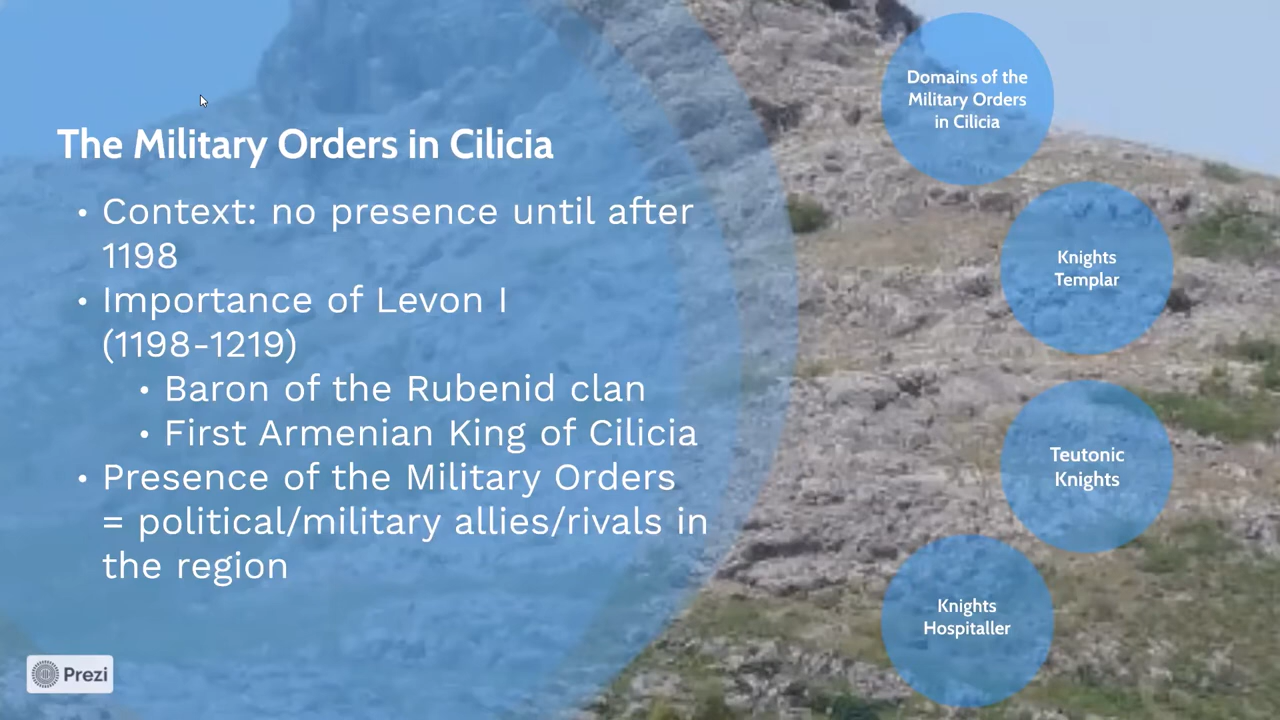 The Military Orders in Cilicia
• Context: no presence until after
1198
• Importance of Levon I
(1198-1219)
• Baron of the Rubenid clan
• First Armenian King of Cilicia
• Presence of the Military Orders
= political/military allies/rivals in
the region
Domains of the
Military Orders
in Cilicia
Knights
Templar
Teutonic
Knights
Knights
Hospitaller
Prezi